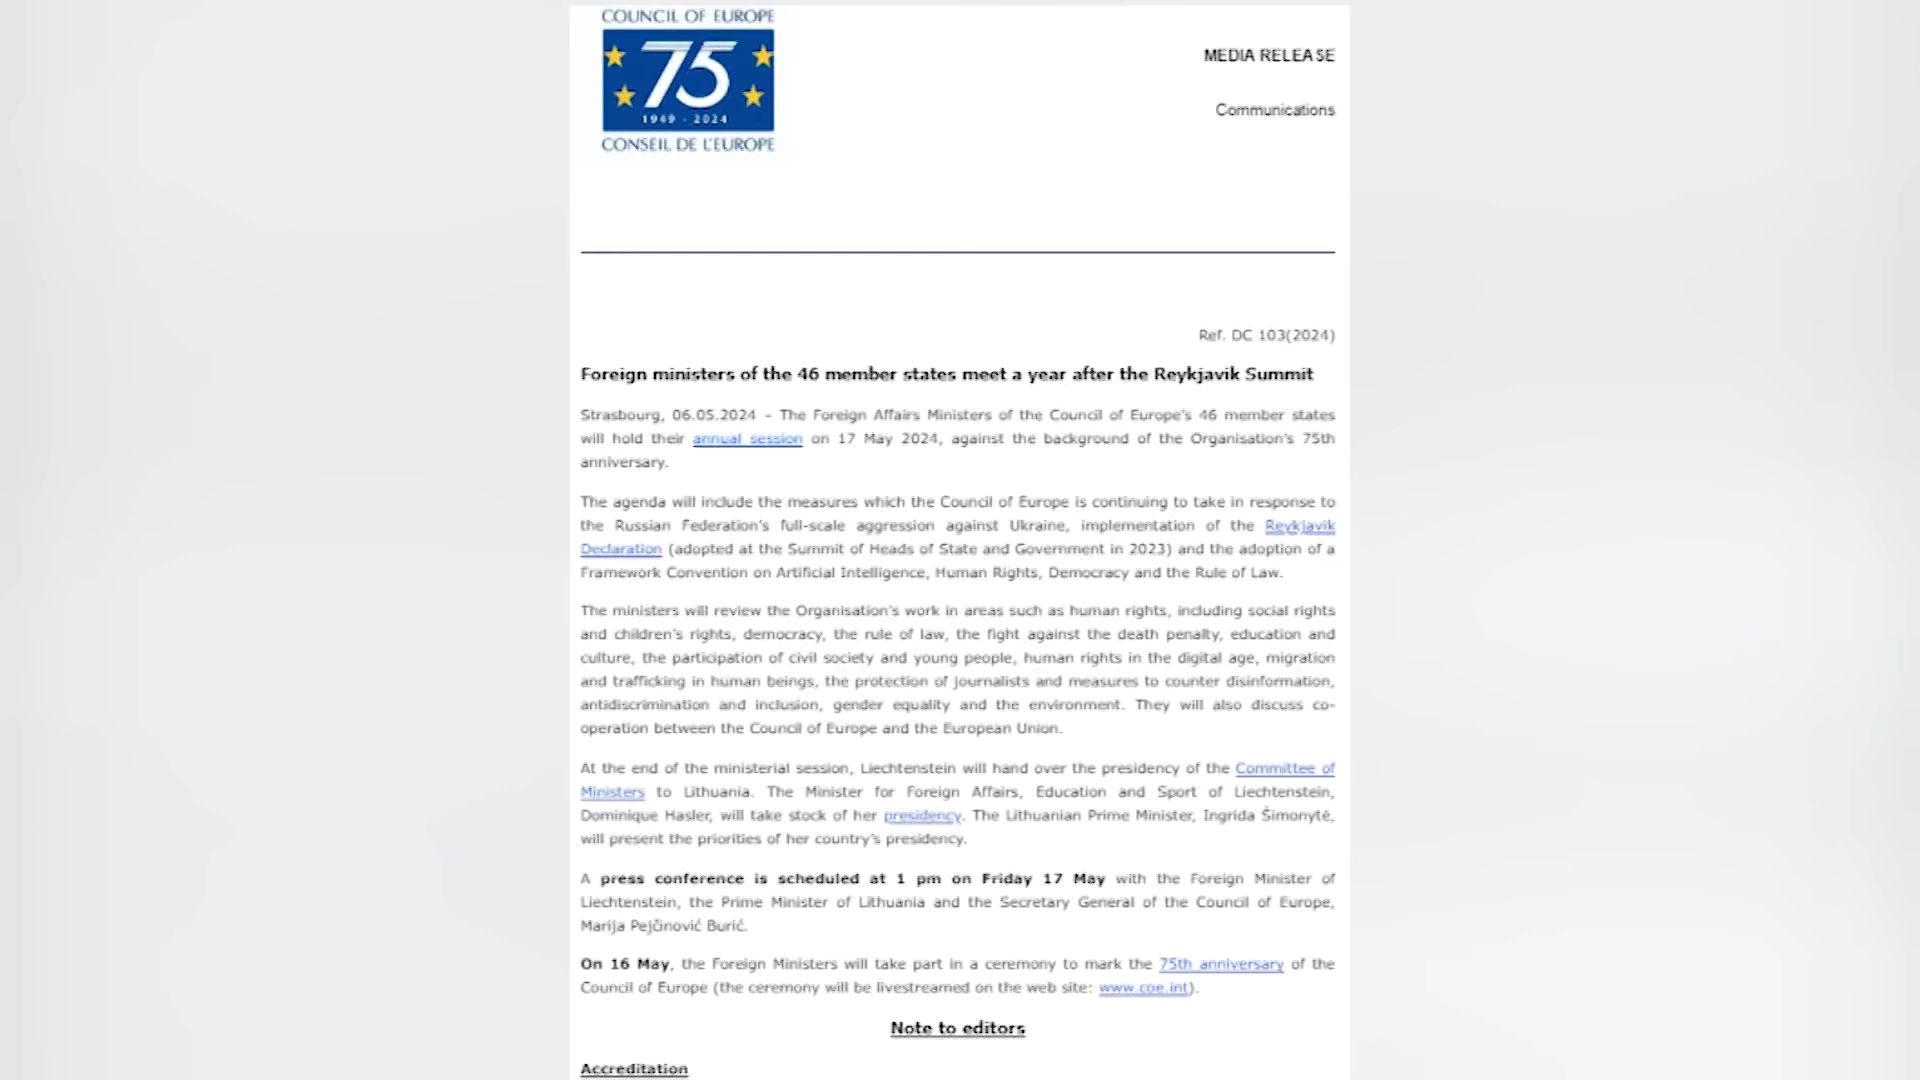 COUNCIL OF EUROPE
75
1949 - 2024
CONSEIL DE L'EUROPE
MEDIA RELEASE
Communications
Ref. DC 103(2024)
Foreign ministers of the 46 member states meet a year after the Reykjavik Summit
Strasbourg, 06.05.2024 – The Foreign Affairs Ministers of the Council of Europe's 46 member states
will hold their annual session on 17 May 2024, against the background of the Organisation's 75th
anniversary.
The agenda will include the measures which the Council of Europe is continuing to take in response to
the Russian Federation's full-scale aggression against Ukraine, implementation of the Reykjavik
Declaration (adopted at the Summit of Heads of State and Government in 2023) and the adoption of a
Framework Convention on Artificial Intelligence, Human Rights, Democracy and the Rule of Law.
The ministers will review the Organisation's work in areas such as human rights, including social rights
and children's rights, democracy, the rule of law, the fight against the death penalty, education and
culture, the participation of civil society and young people, human rights in the digital age, migration
and trafficking in human beings, the protection of journalists and measures to counter disinformation,
antidiscrimination and inclusion, gender equality and the environment. They will also discuss co-
operation between the Council of Europe and the European Union.
At the end of the ministerial session, Liechtenstein will hand over the presidency of the Committee of
Ministers to Lithuania. The Minister for Foreign Affairs, Education and Sport of Liechtenstein,
Dominique Hasler, will take stock of her presidency. The Lithuanian Prime Minister, Ingrida Šimonytė,
will present the priorities of her country's presidency.
A press conference is scheduled at 1 pm on Friday 17 May with the Foreign Minister of
Liechtenstein, the Prime Minister of Lithuania and the Secretary General of the Council of Europe,
Marija Pejčinović Burić.
On 16 May, the Foreign Ministers will take part in a ceremony to mark the 75th anniversary of the
Council of Europe (the ceremony will be livestreamed on the web site: www.coe.int).
Note to editors
Accreditation